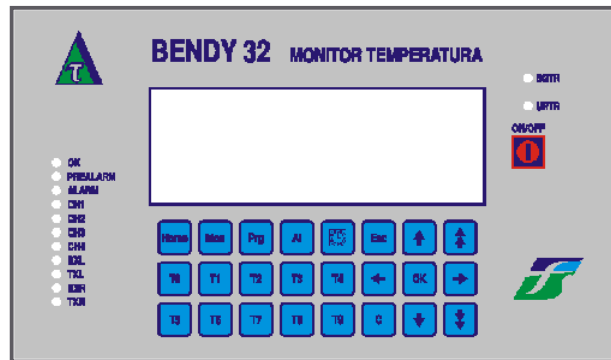 BENDY 32 MONITOR TEMPERATURA
ON/OFF
OK
PREALARM
ALARM
CH1
CH2
CH3
CH4
TXL
Home Mon Prg Al Esc
T0 T1 T2 T3 T4 OK
T5 T6 T7 T8 T9 C